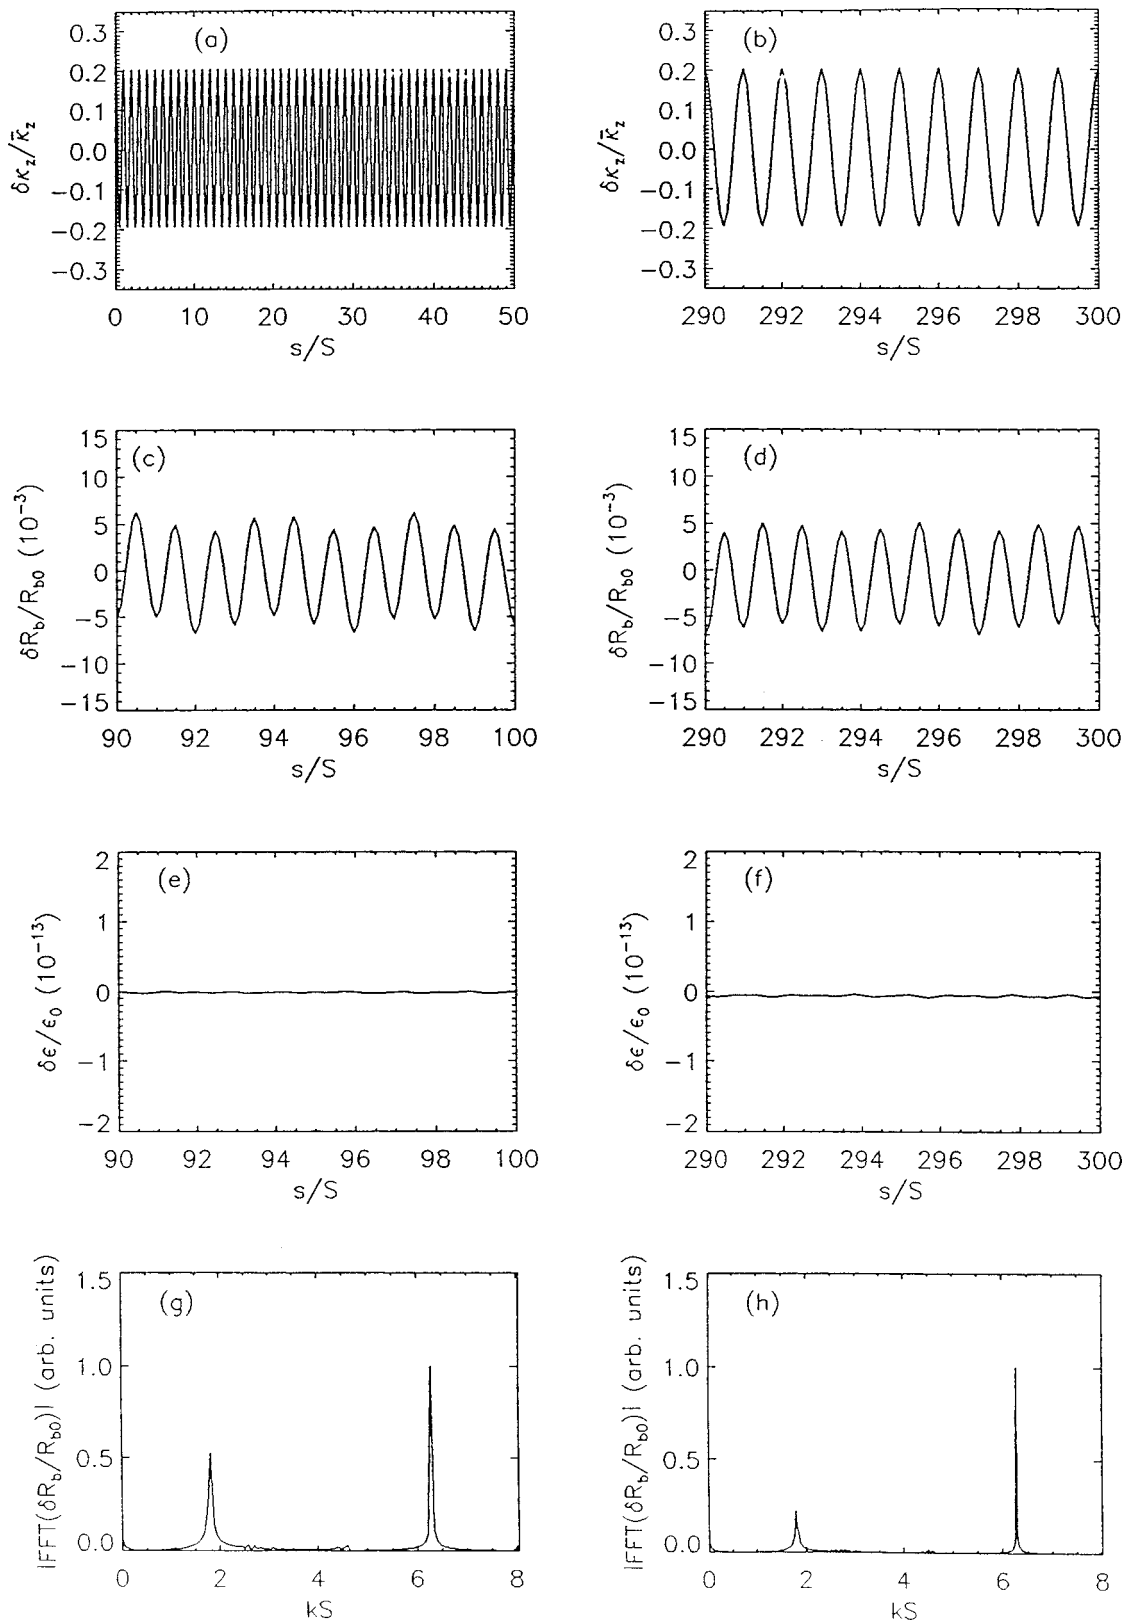 (a)
0.3
0.2
0.1
0.0
−0.1
−0.2
−0.3
δκz/κ̄z
0 10 20 30 40 50
s/S
(b)
0.3
0.2
0.1
0.0
−0.1
−0.2
−0.3
δκz/κ̄z
290 292 294 296 298 300
s/S
(c)
15
10
5
0
−5
−10
−15
δRb/Rb0 (10−3)
90 92 94 96 98 100
s/S
(d)
15
10
5
0
−5
−10
−15
δRb/Rb0 (10−3)
290 292 294 296 298 300
s/S
(e)
2
1
0
−1
−2
δϵ/ϵ0 (10−13)
90 92 94 96 98 100
s/S
(f)
2
1
0
−1
−2
δϵ/ϵ0 (10−13)
290 292 294 296 298 300
s/S
(g)
1.5
1.0
0.5
0.0
|FFT(δRb/Rb0)| (arb. units)
0 2 4 6 8
kS
(h)
1.5
1.0
0.5
0.0
|FFT(δRb/Rb0)| (arb. units)
0 2 4 6 8
kS